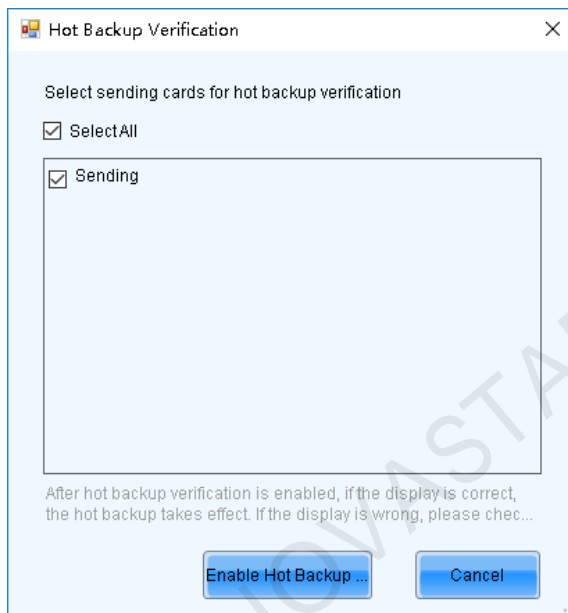 Hot Backup Verification
Select sending cards for hot backup verification
Select All
Sending
After hot backup verification is enabled, if the display is correct,
the hot backup takes effect. If the display is wrong, please chec...
Enable Hot Backup ...
Cancel
NOVASTAR